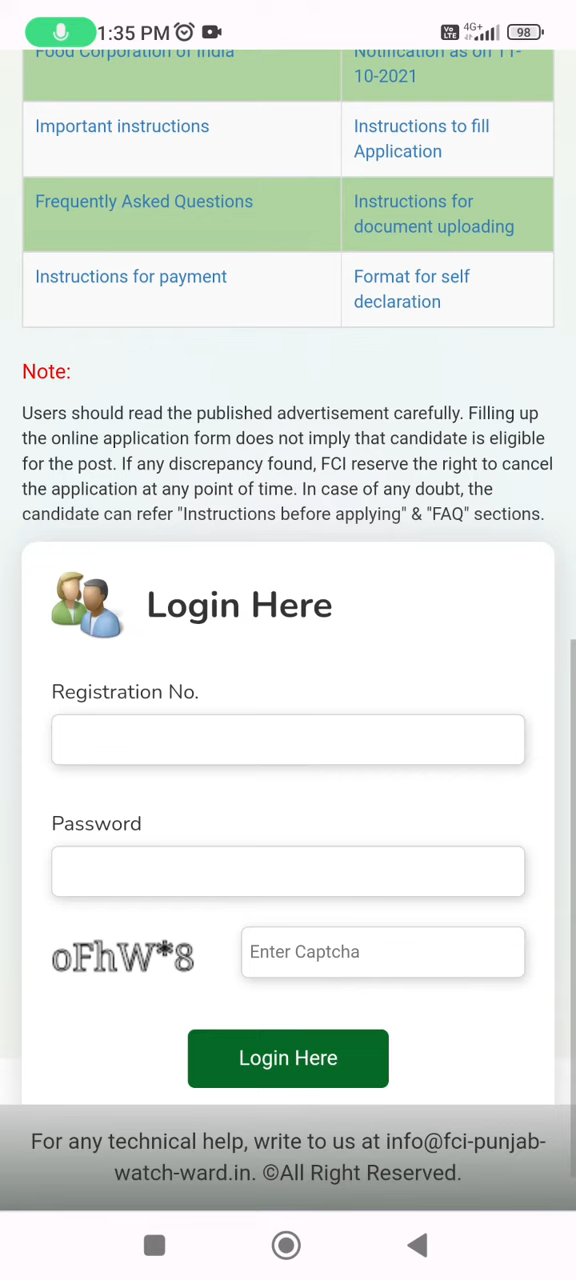 1:35 PM
Vo LTE 4G+ 98
Food Corporation of India Notification as on 11-
10-2021
Important instructions Instructions to fill
Application
Frequently Asked Questions Instructions for
document uploading
Instructions for payment Format for self
declaration
Note:
Users should read the published advertisement carefully. Filling up
the online application form does not imply that candidate is eligible
for the post. If any discrepancy found, FCI reserve the right to cancel
the application at any point of time. In case of any doubt, the
candidate can refer "Instructions before applying" & "FAQ" sections.
Login Here
Registration No.
Password
oFhW*8 Enter Captcha
Login Here
For any technical help, write to us at info@fci-punjab-
watch-ward.in. ©All Right Reserved.